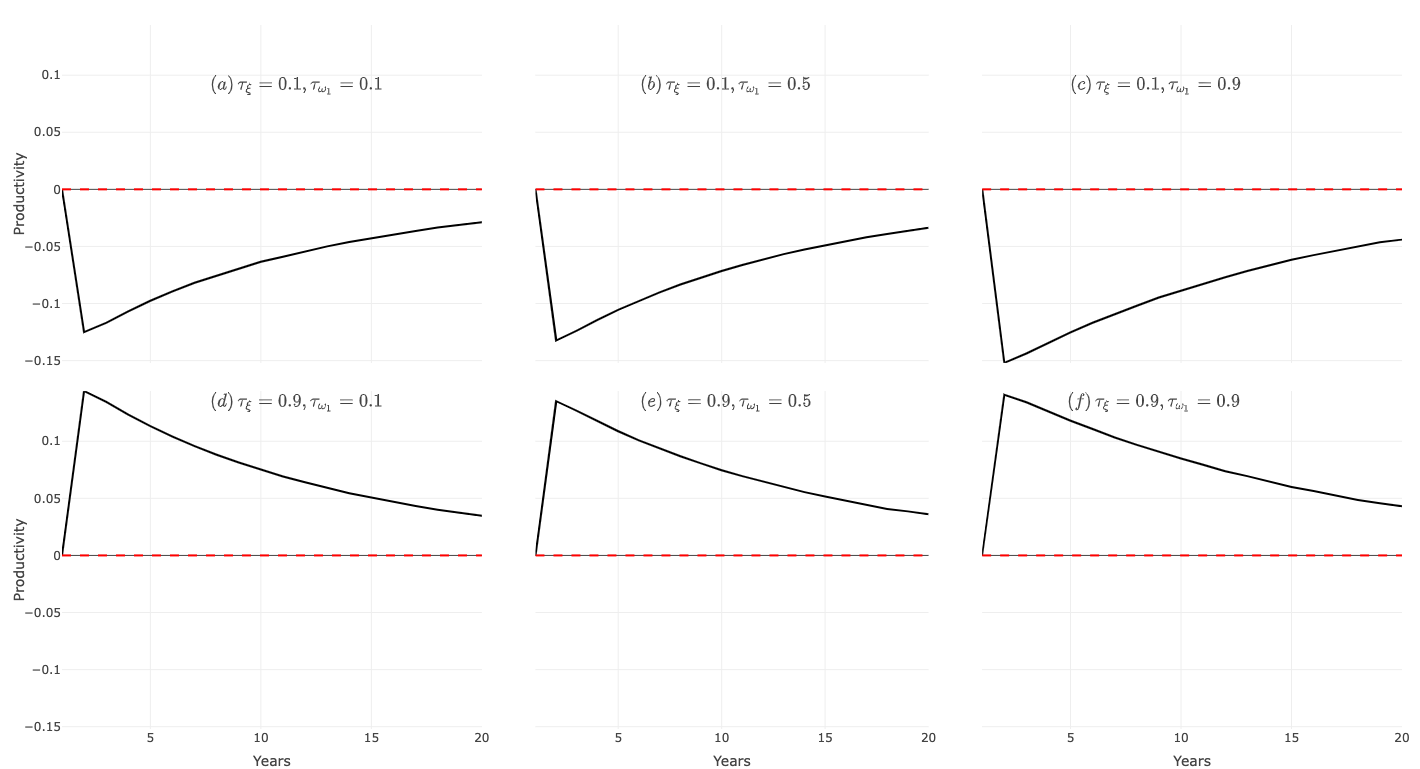 (a) τ_ξ = 0.1, τ_ω₁ = 0.1
(b) τ_ξ = 0.1, τ_ω₁ = 0.5
(c) τ_ξ = 0.1, τ_ω₁ = 0.9
Productivity
0.1
0.05
0
−0.05
−0.1
−0.15
(d) τ_ξ = 0.9, τ_ω₁ = 0.1
(e) τ_ξ = 0.9, τ_ω₁ = 0.5
(f) τ_ξ = 0.9, τ_ω₁ = 0.9
Productivity
0.1
0.05
0
−0.05
−0.1
−0.15
5 10 15 20
5 10 15 20
5 10 15 20
Years
Years
Years